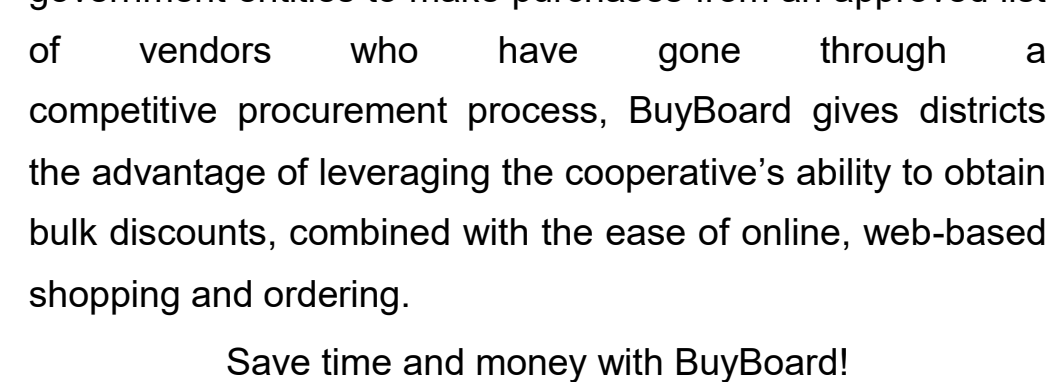 government entities to make purchases from an approved list
of vendors who have gone through a
competitive procurement process, BuyBoard gives districts
the advantage of leveraging the cooperative’s ability to obtain
bulk discounts, combined with the ease of online, web-based
shopping and ordering.
Save time and money with BuyBoard!